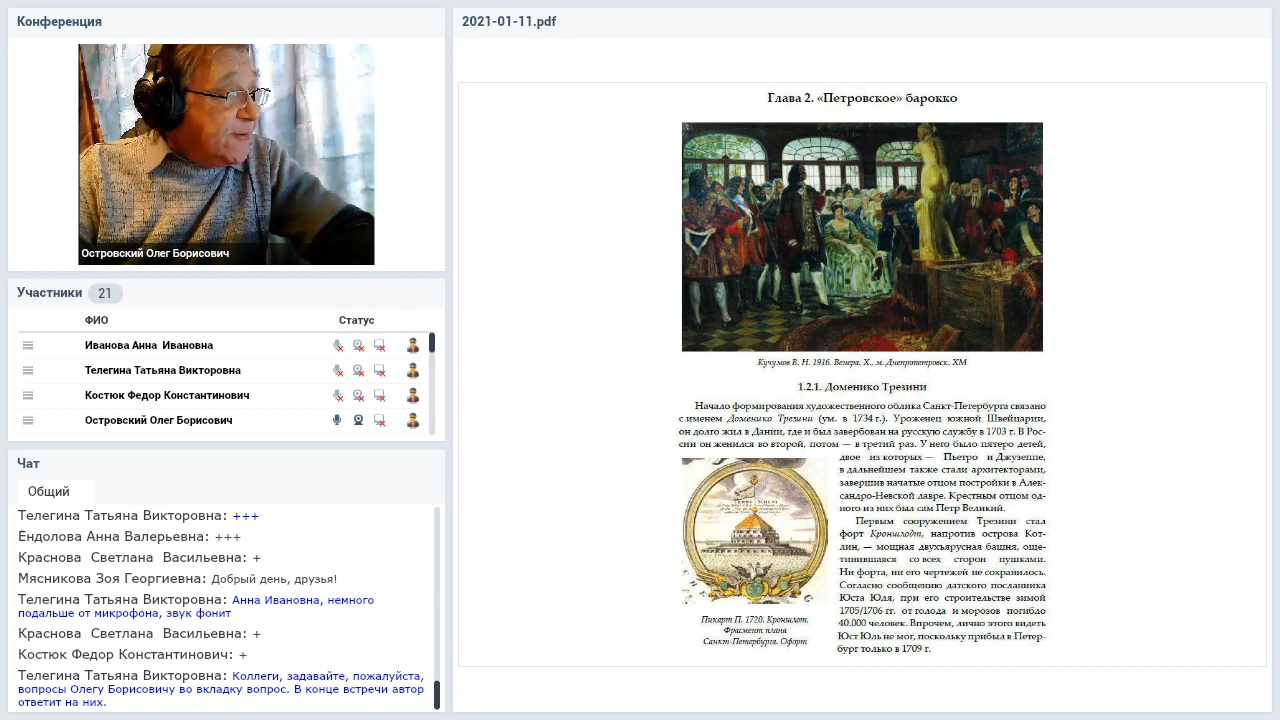 Конференция
Островский Олег Борисович
Участники 21
ФИО Статус
Иванова Анна Ивановна
Телегина Татьяна Викторовна
Костюк Федор Константинович
Островский Олег Борисович
Чат
Общий
Телегина Татьяна Викторовна: +++
Ендолова Анна Валерьевна: +++
Краснова Светлана Васильевна: +
Мясникова Зоя Георгиевна: Добрый день, друзья!
Телегина Татьяна Викторовна: Анна Ивановна, немного
подальше от микрофона, звук фонит
Краснова Светлана Васильевна: +
Костюк Федор Константинович: +
Телегина Татьяна Викторовна: Коллеги, задавайте, пожалуйста,
вопросы Олегу Борисовичу во вкладку вопрос. В конце встречи автор
ответит на них.
2021-01-11.pdf
Глава 2. «Петровское» барокко
Кучумов В. Н. 1916. Венера. Х., м. Днепропетровск. ХМ
1.2.1. Доменико Трезини
Начало формирования художественного облика Санкт-Петербурга связано
с именем Доменико Трезини (ум. в 1734 г.). Уроженец южной Швейцарии,
он долго жил в Дании, где и был завербован на русскую службу в 1703 г. В Рос-
сии он женился во второй, потом — в третий раз. У него было пятеро детей,
двое из которых — Пьетро и Джузеппе,
в дальнейшем также стали архитекторами,
завершив начатые отцом постройки в Алек-
сандро-Невской лавре. Крестным отцом од-
ного из них был сам Петр Великий.
Первым сооружением Трезини стал
форт Кроншлодт, напротив острова Кот-
лин, — мощная двухъярусная башня, още-
тинившаяся со всех сторон пушками.
Ни форта, ни его чертежей не сохранилось.
Согласно сообщению датского посланника
Юста Юля, при его строительстве зимой
1705/1706 гг. от голода и морозов погибло
40.000 человек. Впрочем, лично этого видеть
Юст Юль не мог, поскольку прибыл в Петер-
бург только в 1709 г.
Пикарт П. 1720. Кроншлот.
Фрагмент плана
Санкт-Петербурга. Офорт